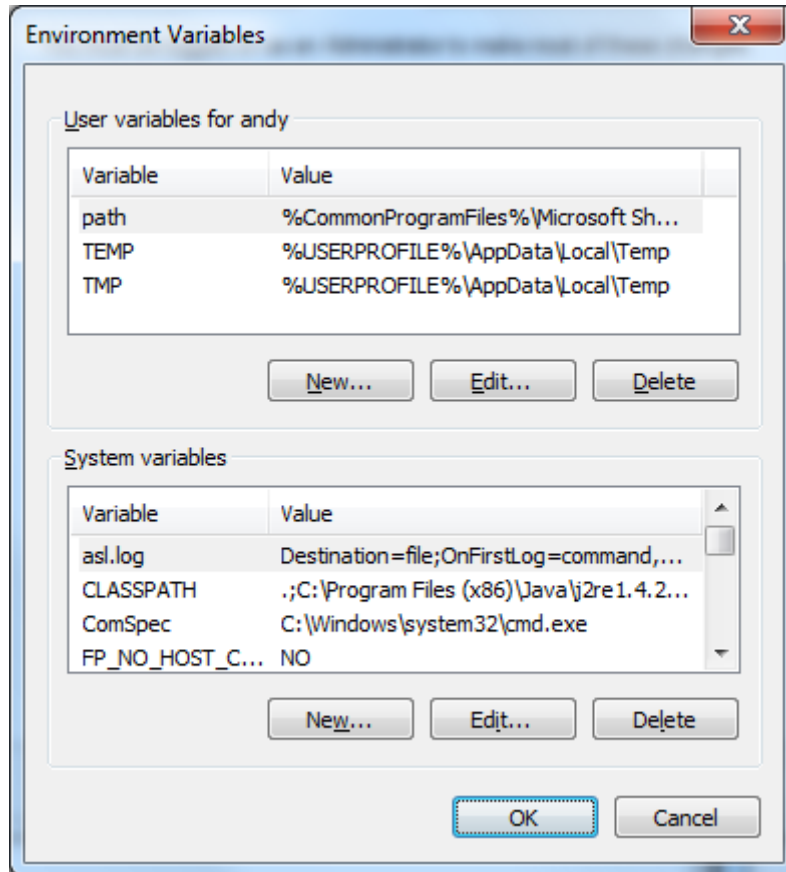 Environment Variables
User variables for andy
Variable Value
path %CommonProgramFiles%\Microsoft Sh...
TEMP %USERPROFILE%\AppData\Local\Temp
TMP %USERPROFILE%\AppData\Local\Temp
New... Edit... Delete
System variables
Variable Value
asl.log Destination=file;OnFirstLog=command,...
CLASSPATH .;C:\Program Files (x86)\Java\j2re1.4.2...
ComSpec C:\Windows\system32\cmd.exe
FP_NO_HOST_C... NO
New... Edit... Delete
OK Cancel